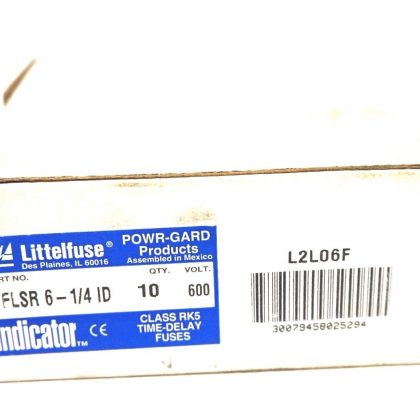 Littelfuse®
Des Plaines, IL 60016
POWR-GARD
Products
Assembled in Mexico
RT NO.
QTY.
VOLT.
FLSR 6-1/4 ID
10
600
ndicator™ CE
CLASS RK5
TIME-DELAY
FUSES
L2L06F
30079458025294